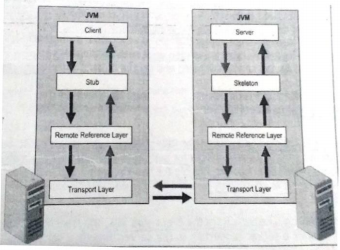 JVM
Client
Stub
Remote Reference Layer
Transport Layer
JVM
Server
Skeleton
Remote Reference Layer
Transport Layer